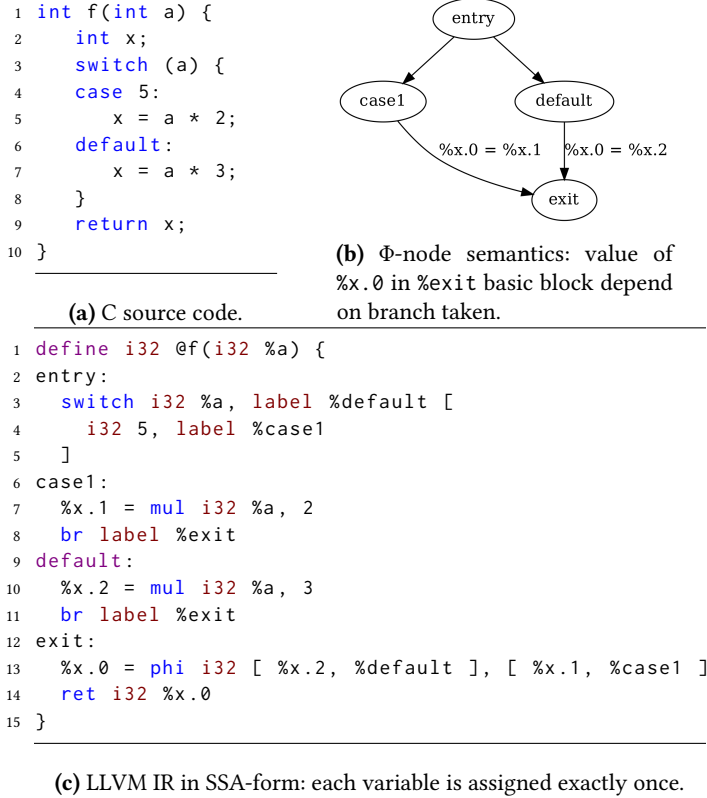 1 int f(int a) {
2 int x;
3 switch (a) {
4 case 5:
5 x = a * 2;
6 default:
7 x = a * 3;
8 }
9 return x;
10 }
(a) C source code.
entry
case1
default
%x.0 = %x.1
%x.0 = %x.2
exit
(b) Φ-node semantics: value of
%x.0 in %exit basic block depend
on branch taken.
1 define i32 @f(i32 %a) {
2 entry:
3 switch i32 %a, label %default [
4 i32 5, label %case1
5 ]
6 case1:
7 %x.1 = mul i32 %a, 2
8 br label %exit
9 default:
10 %x.2 = mul i32 %a, 3
11 br label %exit
12 exit:
13 %x.0 = phi i32 [ %x.2, %default ], [ %x.1, %case1 ]
14 ret i32 %x.0
15 }
(c) LLVM IR in SSA-form: each variable is assigned exactly once.